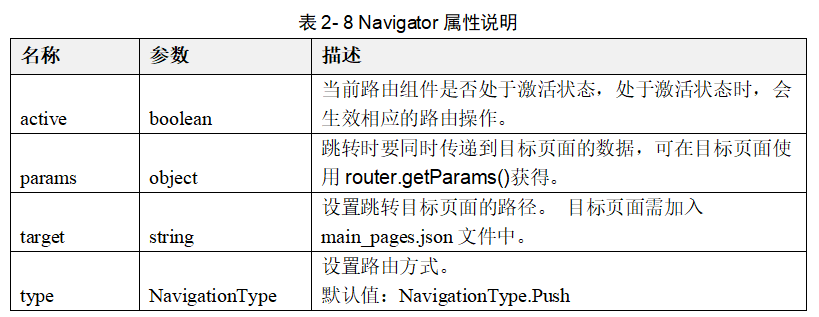 表 2- 8 Navigator 属性说明
名称 参数 描述
当前路由组件是否处于激活状态，处于激活状态时，会
active boolean 生效相应的路由操作。
跳转时要同时传递到目标页面的数据，可在目标页面使
params object 用 router.getParams()获得。
设置跳转目标页面的路径。 目标页面需加入
target string main_pages.json 文件中。
设置路由方式。
type NavigationType 默认值：NavigationType.Push